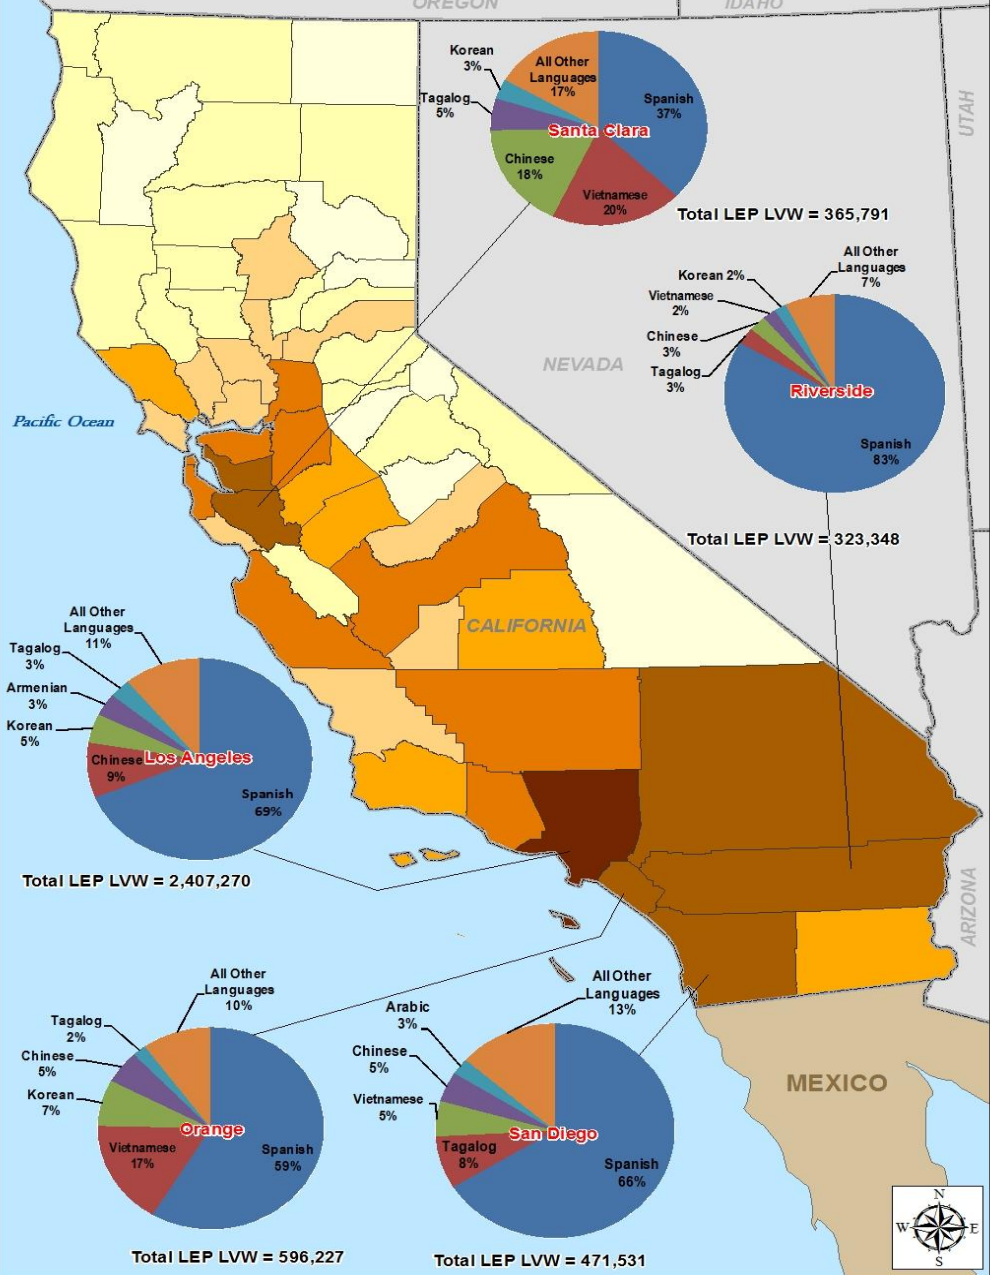 OREGON
IDAHO
UTAH
NEVADA
ARIZONA
MEXICO
CALIFORNIA
Pacific Ocean
Korean
3%
All Other
Languages
17%
Tagalog
5%
Spanish
37%
Santa Clara
Chinese
18%
Vietnamese
20%
Total LEP LVW = 365,791
All Other
Languages
7%
Korean 2%
Vietnamese
2%
Chinese
3%
Tagalog
3%
Riverside
Spanish
83%
Total LEP LVW = 323,348
All Other
Languages
11%
Tagalog
3%
Armenian
3%
Korean
5%
Chinese
9%
Los Angeles
Spanish
69%
Total LEP LVW = 2,407,270
All Other
Languages
10%
Tagalog
2%
Chinese
5%
Korean
7%
Orange
Vietnamese
17%
Spanish
59%
Total LEP LVW = 596,227
All Other
Languages
13%
Arabic
3%
Chinese
5%
Vietnamese
5%
San Diego
Tagalog
8%
Spanish
66%
Total LEP LVW = 471,531
N
W
E
S